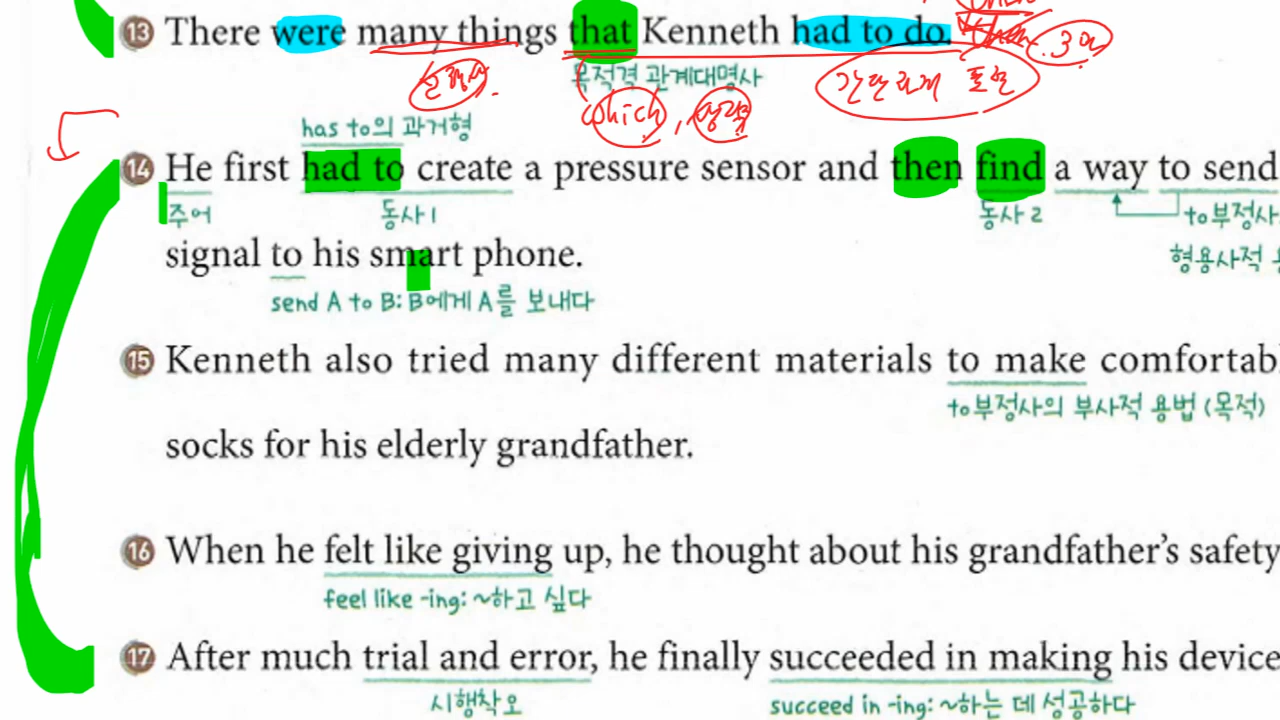 ⑬ There were many things that Kenneth had to do.
3인
선행사
목적격 관계대명사
간단하게 표현
which, 생략
has to의 과거형
⑭ He first had to create a pressure sensor and then find a way to send
주어
동사1
동사2
to부정사
형용사적
signal to his smart phone.
send A to B: B에게 A를 보내다
⑮ Kenneth also tried many different materials to make comfortabl
to부정사의 부사적 용법 (목적)
socks for his elderly grandfather.
⑯ When he felt like giving up, he thought about his grandfather's safety
feel like -ing: ~하고 싶다
⑰ After much trial and error, he finally succeeded in making his device
시행착오
succeed in -ing: ~하는 데 성공하다